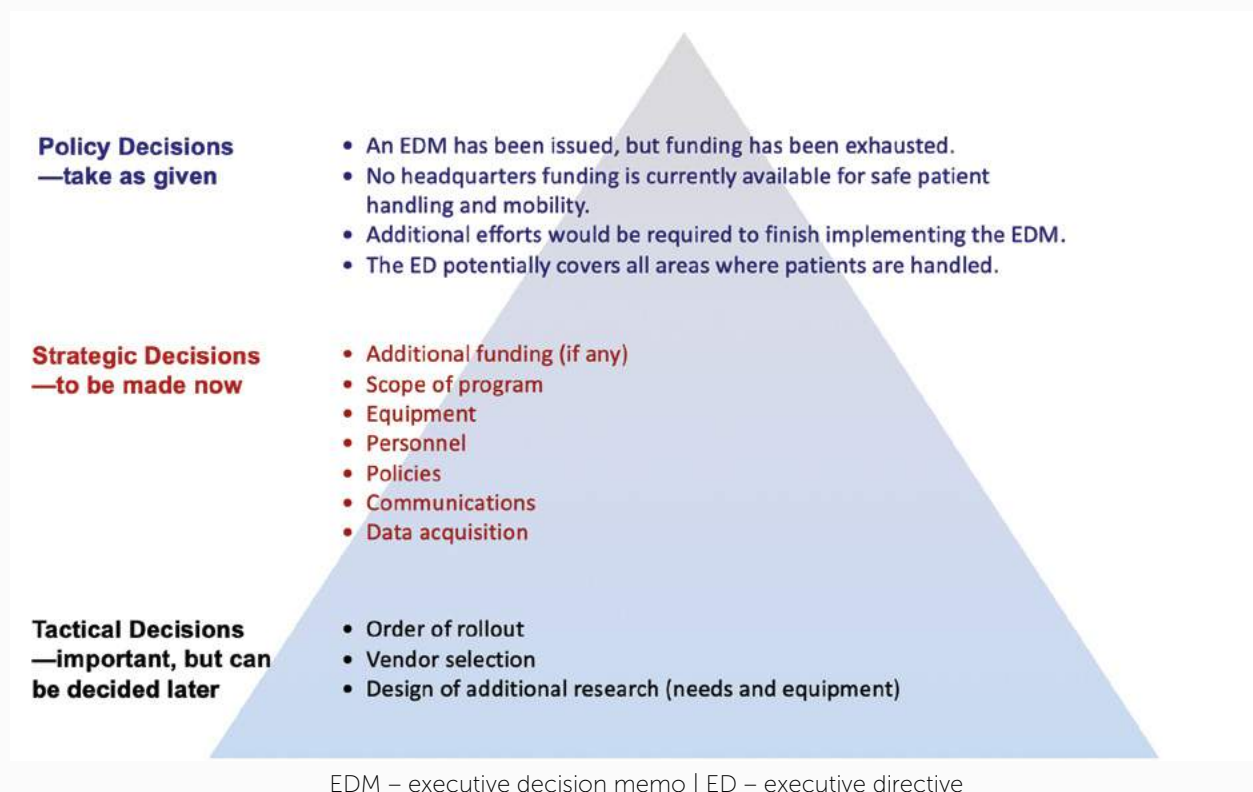 Policy Decisions
—take as given
• An EDM has been issued, but funding has been exhausted.
• No headquarters funding is currently available for safe patient
handling and mobility.
• Additional efforts would be required to finish implementing the EDM.
• The ED potentially covers all areas where patients are handled.
Strategic Decisions
—to be made now
• Additional funding (if any)
• Scope of program
• Equipment
• Personnel
• Policies
• Communications
• Data acquisition
Tactical Decisions
—important, but can
be decided later
• Order of rollout
• Vendor selection
• Design of additional research (needs and equipment)
EDM – executive decision memo | ED – executive directive